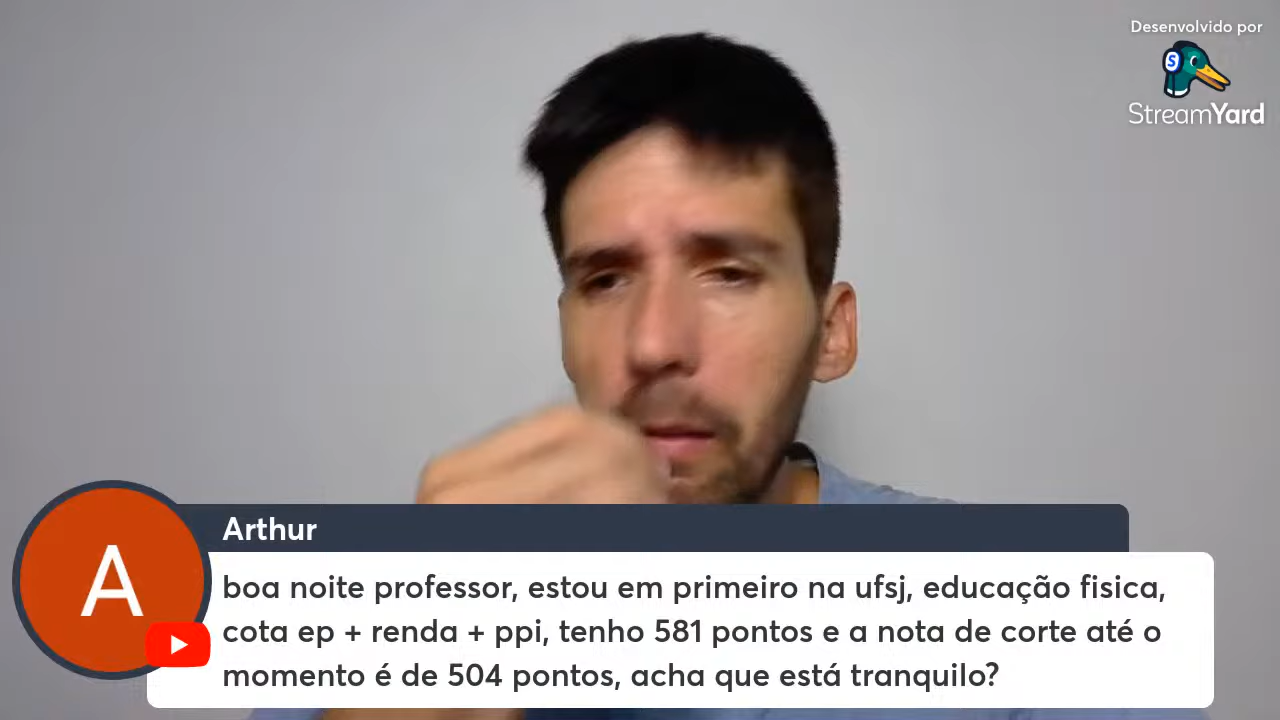 Desenvolvido por
StreamYard
Arthur
A
boa noite professor, estou em primeiro na ufsj, educação fisica,
cota ep + renda + ppi, tenho 581 pontos e a nota de corte até o
momento é de 504 pontos, acha que está tranquilo?